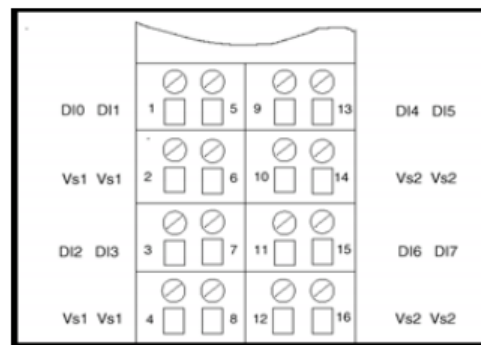 DI0 DI1 1 5 9 13 DI4 DI5
Vs1 Vs1 2 6 10 14 Vs2 Vs2
DI2 DI3 3 7 11 15 DI6 DI7
Vs1 Vs1 4 8 12 16 Vs2 Vs2